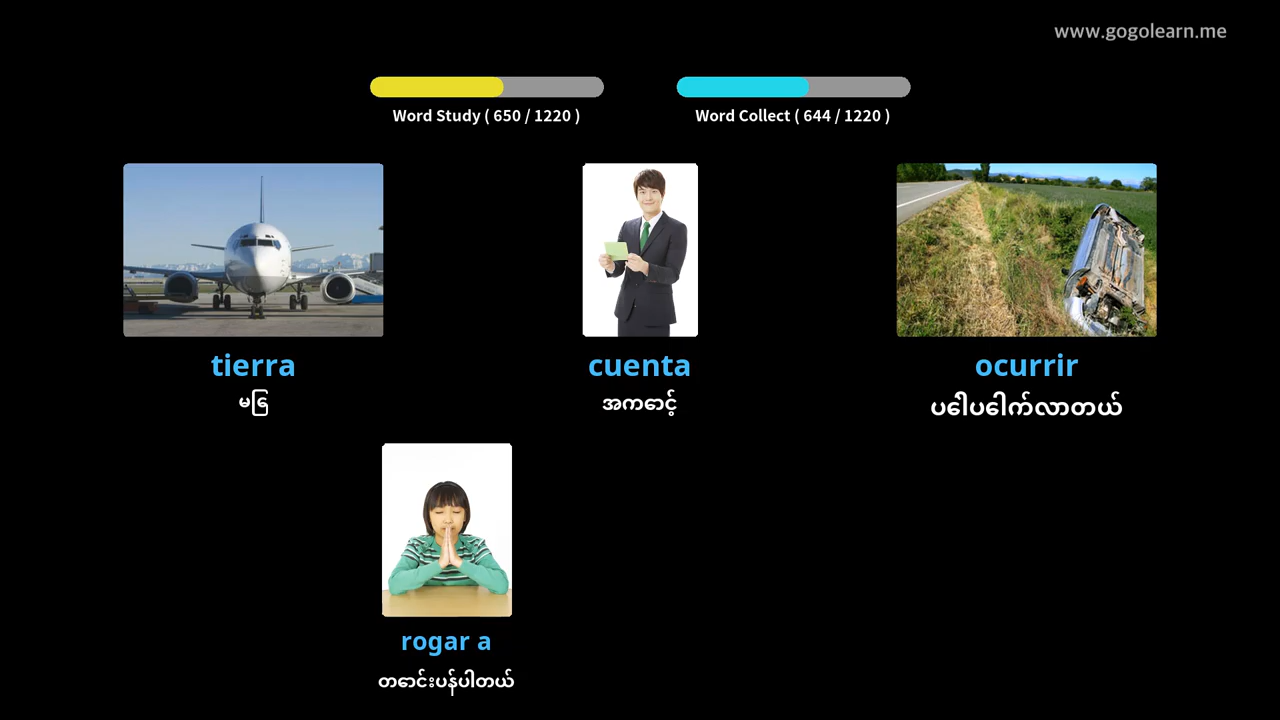 www.gogolearn.me
Word Study ( 650 / 1220 )
Word Collect ( 644 / 1220 )
tierra
cuenta
ocurrir
မြေ
အကောင့်
ပေါ်ပေါက်လာတယ်
rogar a
တောင်းပန်ပါတယ်